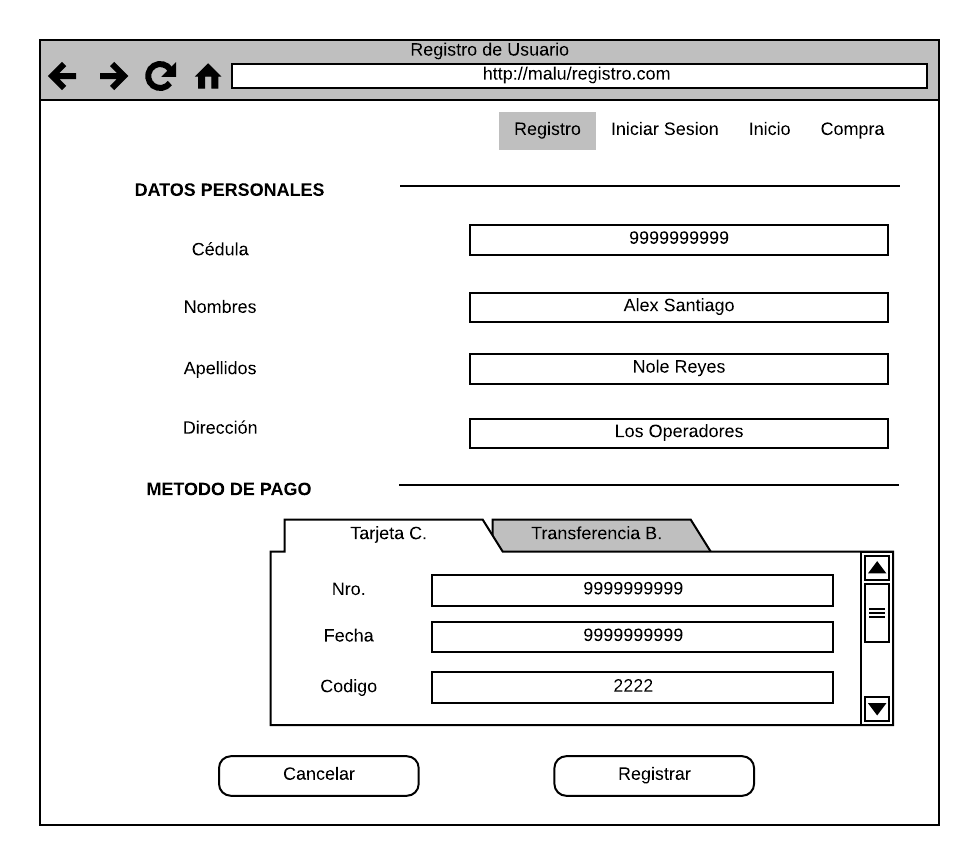 Registro de Usuario
http://malu/registro.com
Registro Iniciar Sesion Inicio Compra
DATOS PERSONALES
Cédula 9999999999
Nombres Alex Santiago
Apellidos Nole Reyes
Dirección Los Operadores
METODO DE PAGO
Tarjeta C. Transferencia B.
Nro. 9999999999
Fecha 9999999999
Codigo 2222
Cancelar Registrar